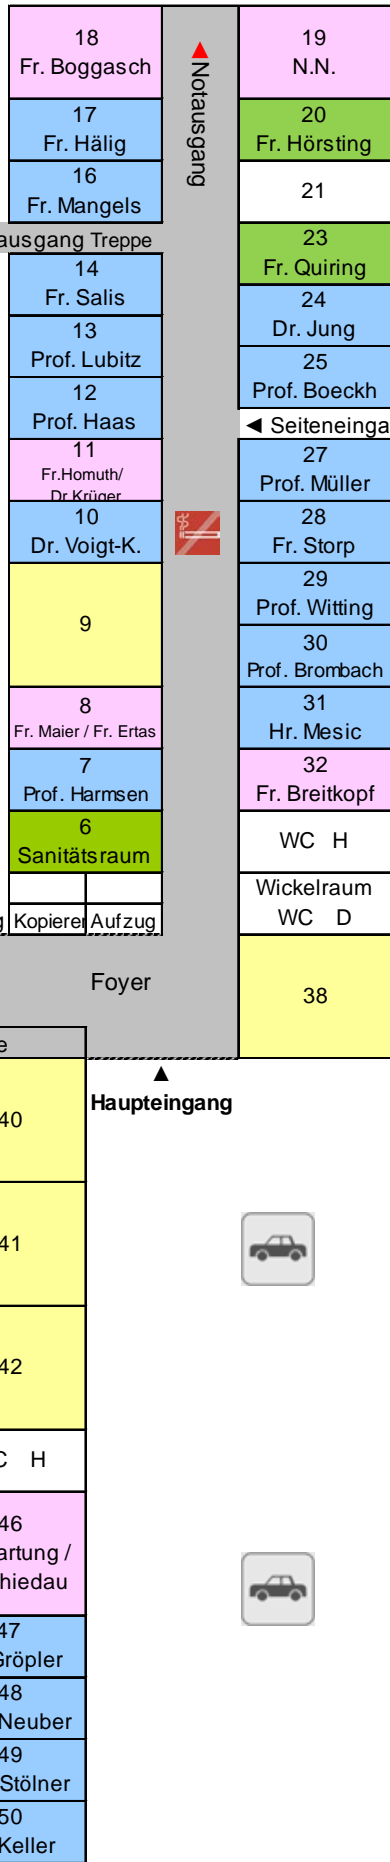 18
Fr. Boggasch
17
Fr. Hälig
16
Fr. Mangels
ausgang Treppe
14
Fr. Salis
13
Prof. Lubitz
12
Prof. Haas
11
Fr.Homuth/
Dr.Krüger
10
Dr. Voigt-K.
9
8
Fr. Maier / Fr. Ertas
7
Prof. Harmsen
6
Sanitätsraum
g Kopierer Aufzug
▲Notausgang
19
N.N.
20
Fr. Hörsting
21
23
Fr. Quiring
24
Dr. Jung
25
Prof. Boeckh
◄ Seiteneinga
27
Prof. Müller
28
Fr. Storp
29
Prof. Witting
30
Prof. Brombach
31
Hr. Mesic
32
Fr. Breitkopf
WC H
Wickelraum
WC D
38
Foyer
e
▲
Haupteingang
40
41
42
C H
46
artung /
hiedau
47
Gröpler
48
Neuber
49
Stölner
50
Keller